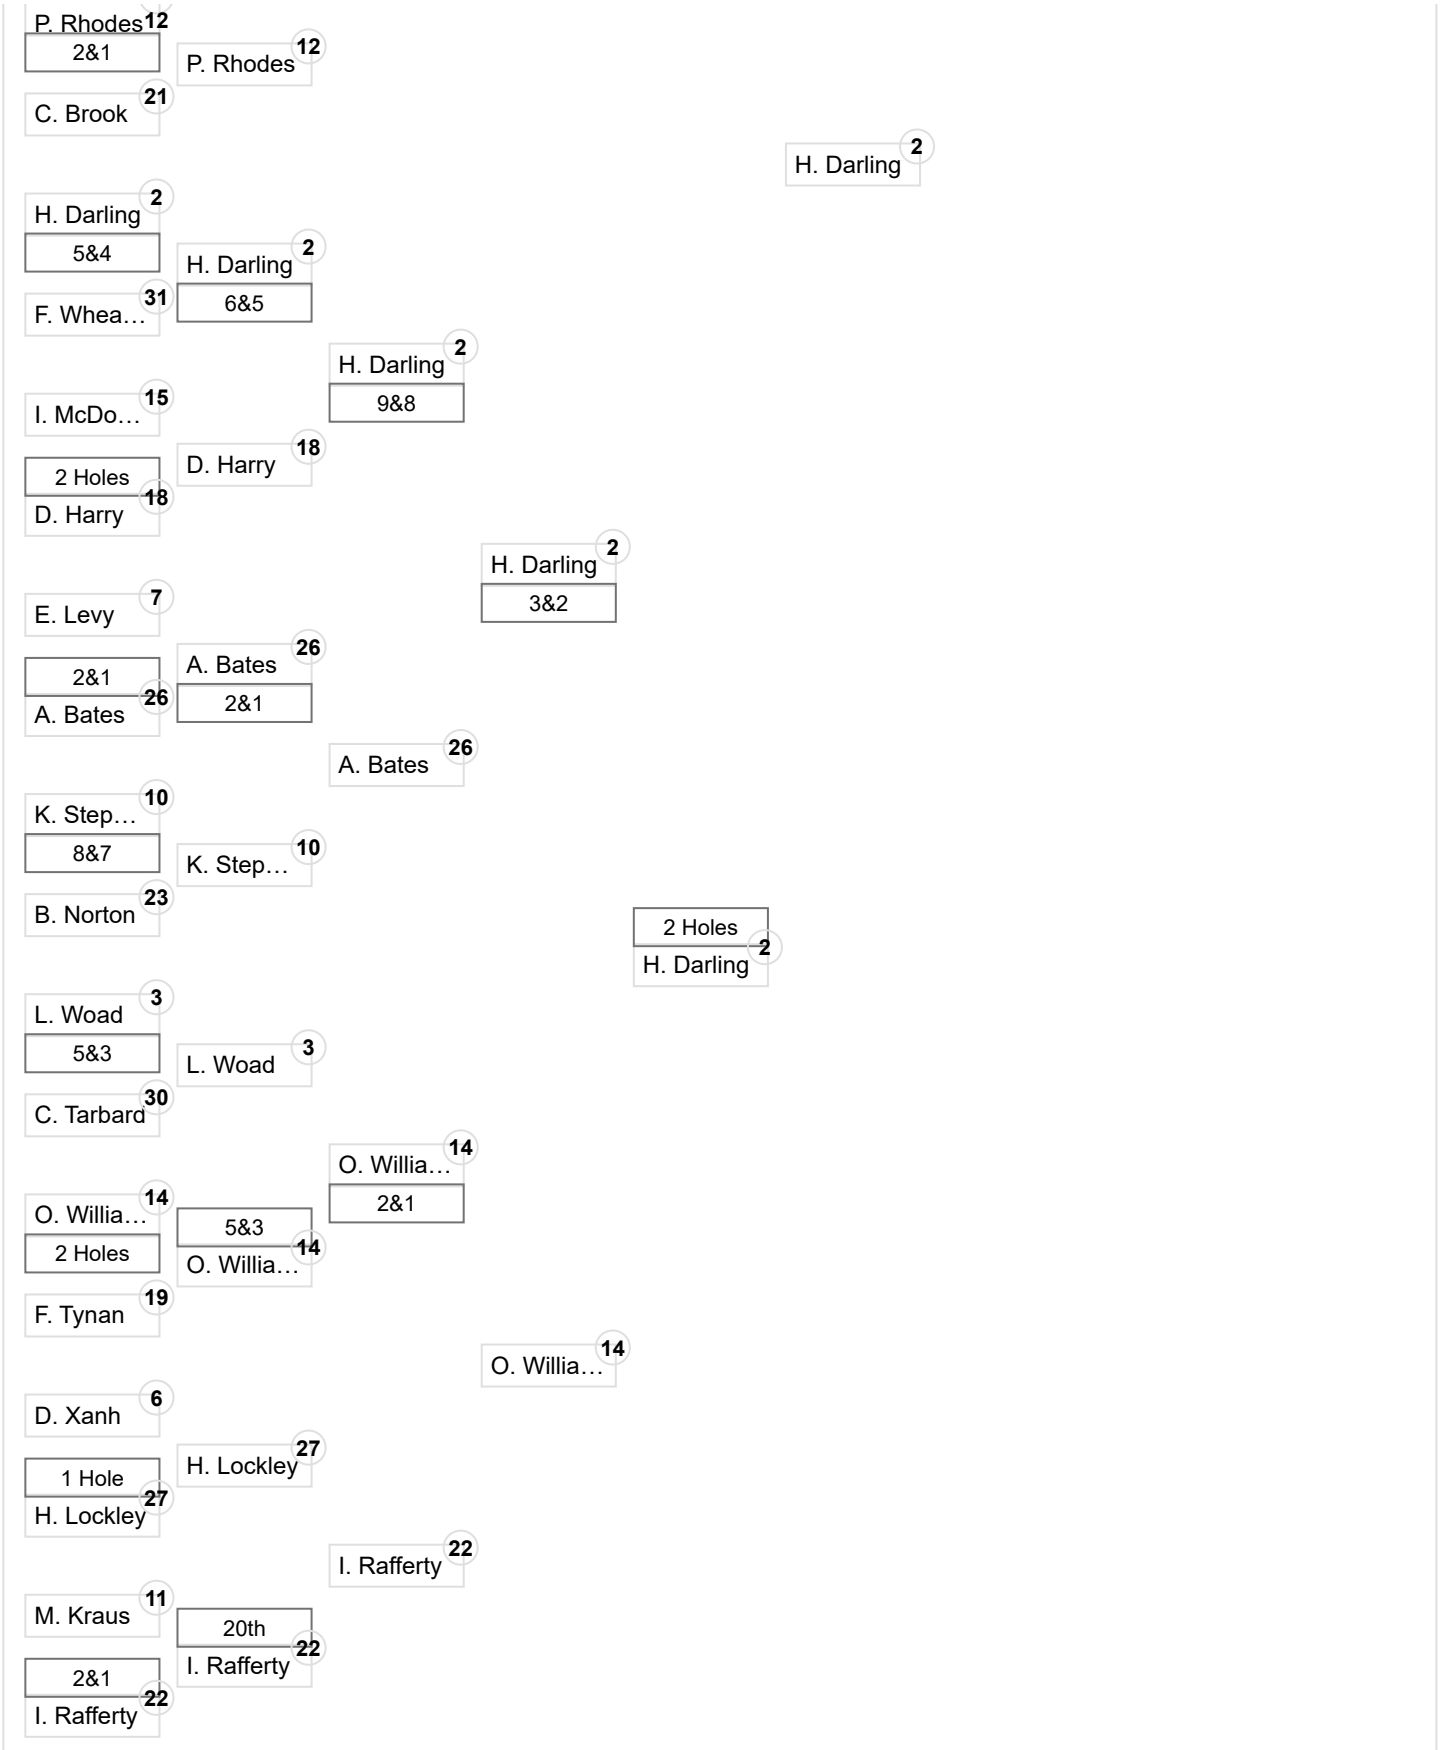 P. Rhodes 12
2&1
P. Rhodes 12
C. Brook 21
H. Darling 2
H. Darling 2
5&4
H. Darling 2
6&5
F. Whea… 31
H. Darling 2
9&8
I. McDo… 15
D. Harry 18
2 Holes
D. Harry 18
H. Darling 2
3&2
E. Levy 7
A. Bates 26
2&1
2&1
A. Bates 26
A. Bates 26
K. Step… 10
8&7
K. Step… 10
B. Norton 23
2 Holes
H. Darling 2
L. Woad 3
5&3
L. Woad 3
C. Tarbard 30
O. Willia… 14
2&1
O. Willia… 14
2 Holes
5&3
O. Willia… 14
F. Tynan 19
O. Willia… 14
D. Xanh 6
H. Lockley 27
1 Hole
H. Lockley 27
I. Rafferty 22
M. Kraus 11
20th
I. Rafferty 22
2&1
I. Rafferty 22